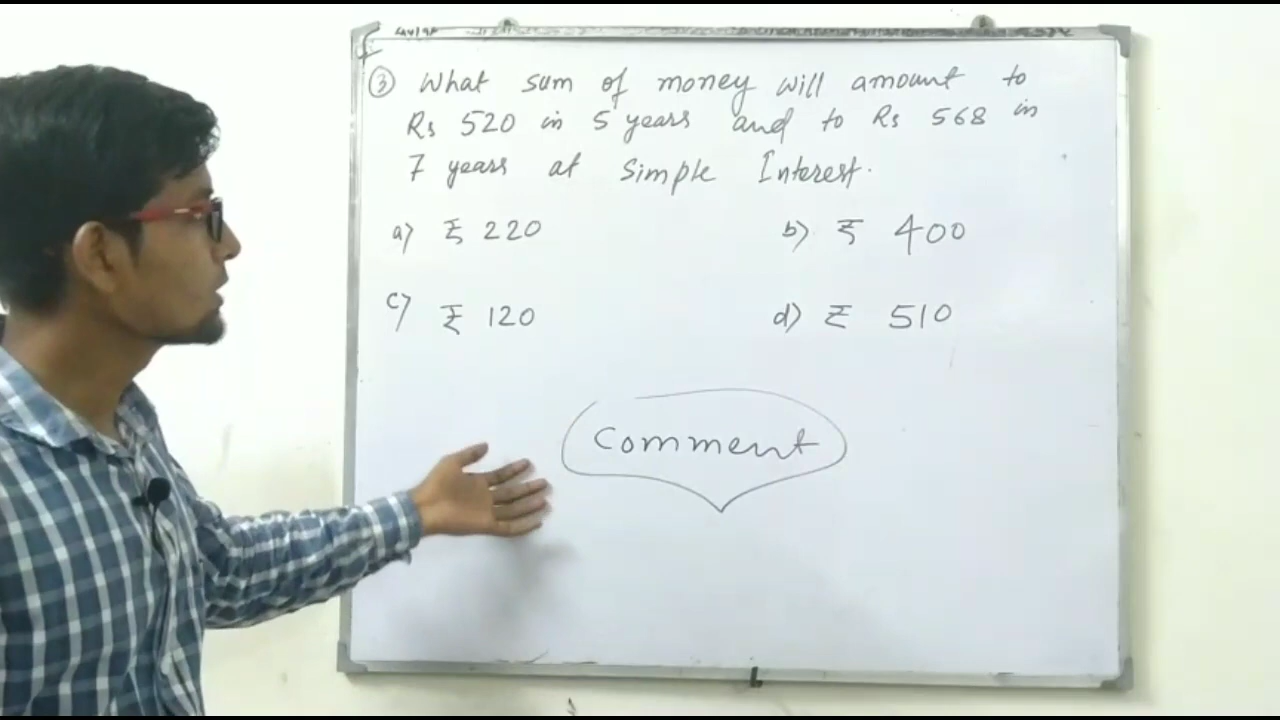 ③ What sum of money will amount to
Rs 520 in 5 years and to Rs 568 in
7 years at Simple Interest.
a) ₹ 220
b) ₹ 400
c) ₹ 120
d) ₹ 510
Comment